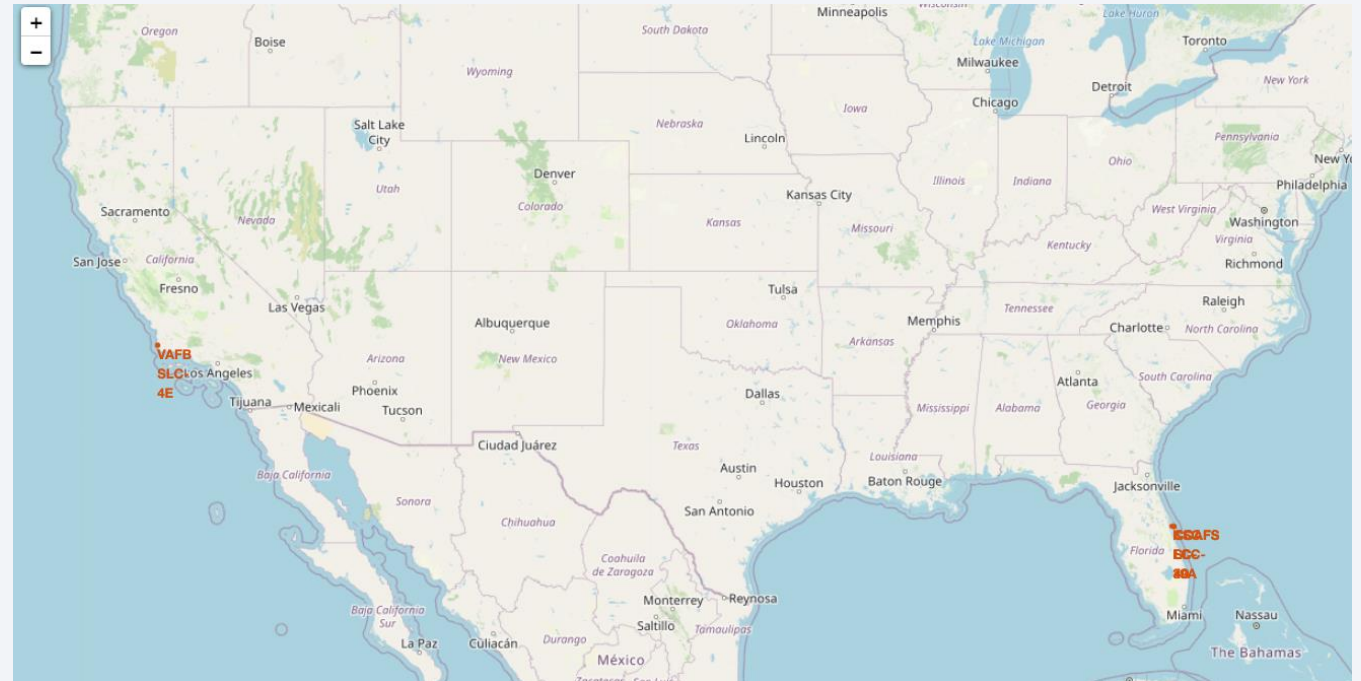 +
−
Oregon
Boise
South Dakota
Minneapolis
Lake Huron
Toronto
Wyoming
Lake Michigan
Milwaukee
Detroit
New York
Iowa
Chicago
Salt Lake
City
Nebraska
Lincoln
Pennsylvania
Ohio
New Y
Philadelphia
Denver
Utah
Colorado
Illinois
Indiana
Kansas City
Sacramento
Nevada
Kansas
Missouri
West Virginia
Washington
Virginia
Kentucky
San Jose
California
Richmond
Fresno
Las Vegas
Tulsa
Raleigh
Tennessee
Albuquerque
Oklahoma
Memphis
Charlotte
North Carolina
Arkansas
VAFB
SLC-
4E
Los Angeles
Arizona
New Mexico
Phoenix
Atlanta
South Carolina
Tijuana
Mexicali
Tucson
Dallas
Mississippi
Alabama
Georgia
Ciudad Juárez
Texas
Louisiana
Baja California
Austin
Houston
Baton Rouge
Jacksonville
Sonora
San Antonio
Chihuahua
Florida
Coahuila
de Zaragoza
Monterrey
Reynosa
Baja California
Sur
Saltillo
Tamaulipas
Miami
Nassau
La Paz
Culiacán
Durango
México
The Bahamas